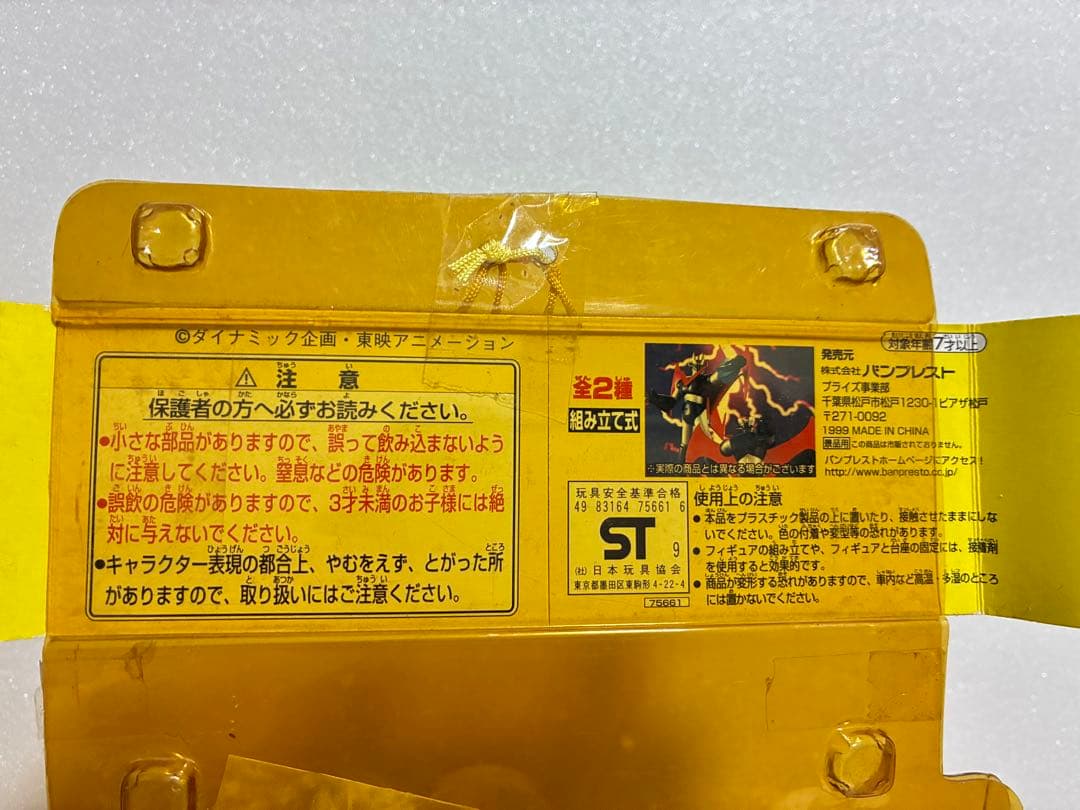 ©ダイナミック企画・東映アニメーション
⚠ 注意
保護者の方へ必ずお読みください。
●小さな部品がありますので、誤って飲み込まないよう
に注意してください。窒息などの危険があります。
●誤飲の危険がありますので、3才未満のお子様には絶
対に与えないでください。
●キャラクター表現の都合上、やむをえず、とがった所
がありますので、取り扱いにはご注意ください。
全2種
組み立て式
※実際の商品とは異なる場合がございます
対象年齢7才以上
発売元
株式会社 バンプレスト
プライズ事業部
千葉県松戸市松戸1230-1ピアザ松戸
〒271-0092
1999 MADE IN CHINA
景品用 この商品は市販されておりません。
バンプレストホームページにアクセス!
http://www.banpresto.co.jp/
玩具安全基準合格
49 83164 75661 6
ST 9
(社)日本玩具協会
東京都墨田区東駒形4-22-4
75661
使用上の注意
●本品をプラスチック製品の上に置いたり、接触させたままにしな
いでください。色の付着や変型等の恐れがあります。
●フィギュアの組み立てや、フィギュアと台座の固定には、接着剤
を使用すると効果的です。
●商品が変形する恐れがありますので、車内など高温・多湿のところ
には置かないでください。